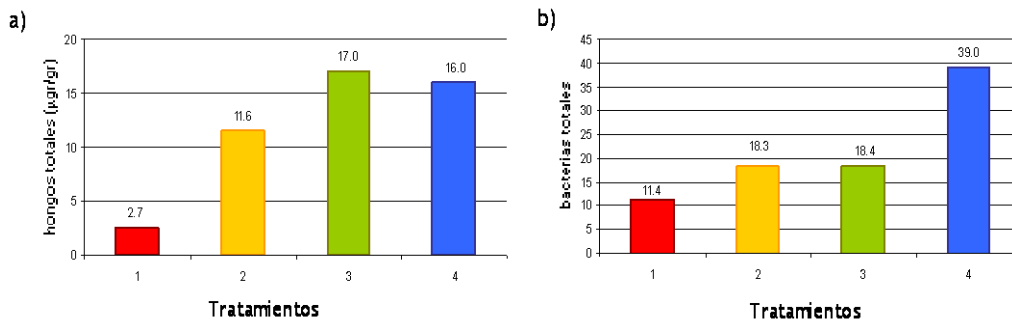 a)
hongos totales (µgr/gr)
20
15
10
5
0
2.7
11.6
17.0
16.0
1 2 3 4
Tratamientos
b)
bacterias totales
45
40
35
30
25
20
15
10
5
0
11.4
18.3
18.4
39.0
1 2 3 4
Tratamientos